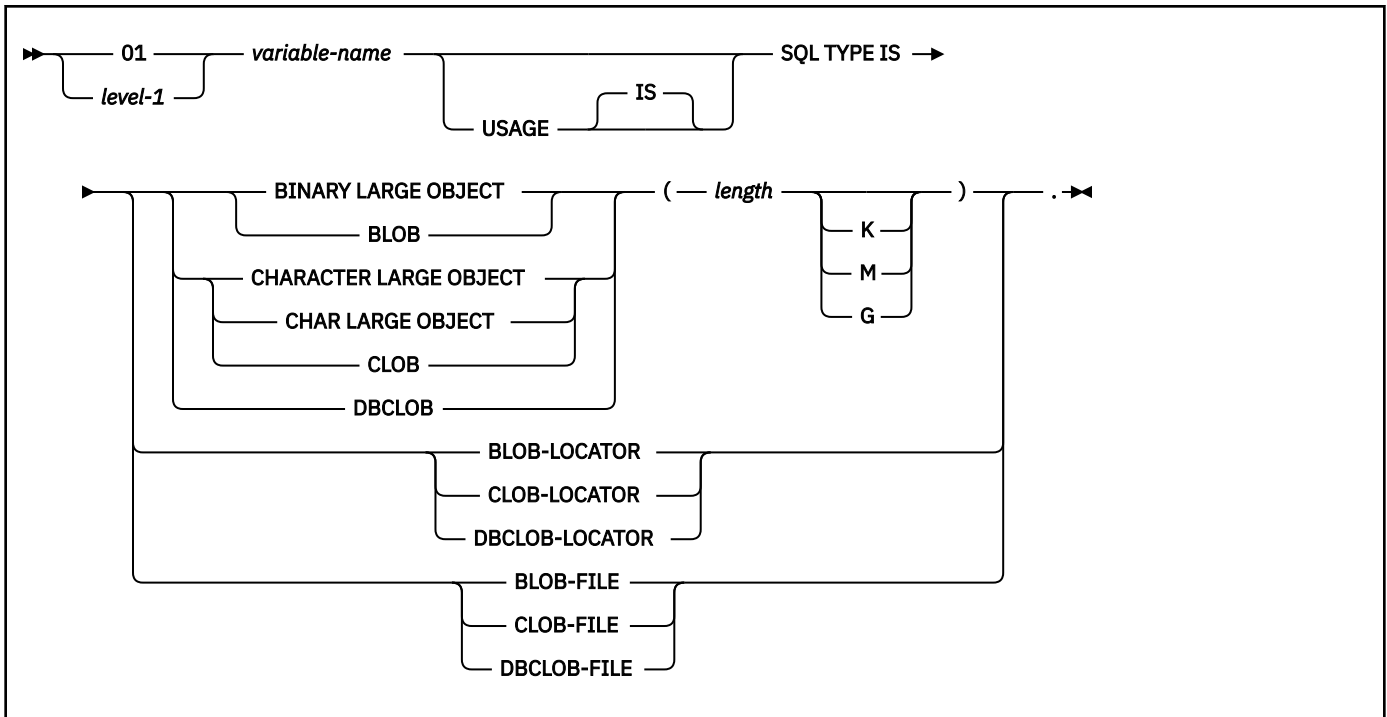 01 variable-name SQL TYPE IS
IS
level-1
USAGE
BINARY LARGE OBJECT ( length ) .
BLOB K
CHARACTER LARGE OBJECT M
CHAR LARGE OBJECT G
CLOB
DBCLOB
BLOB-LOCATOR
CLOB-LOCATOR
DBCLOB-LOCATOR
BLOB-FILE
CLOB-FILE
DBCLOB-FILE